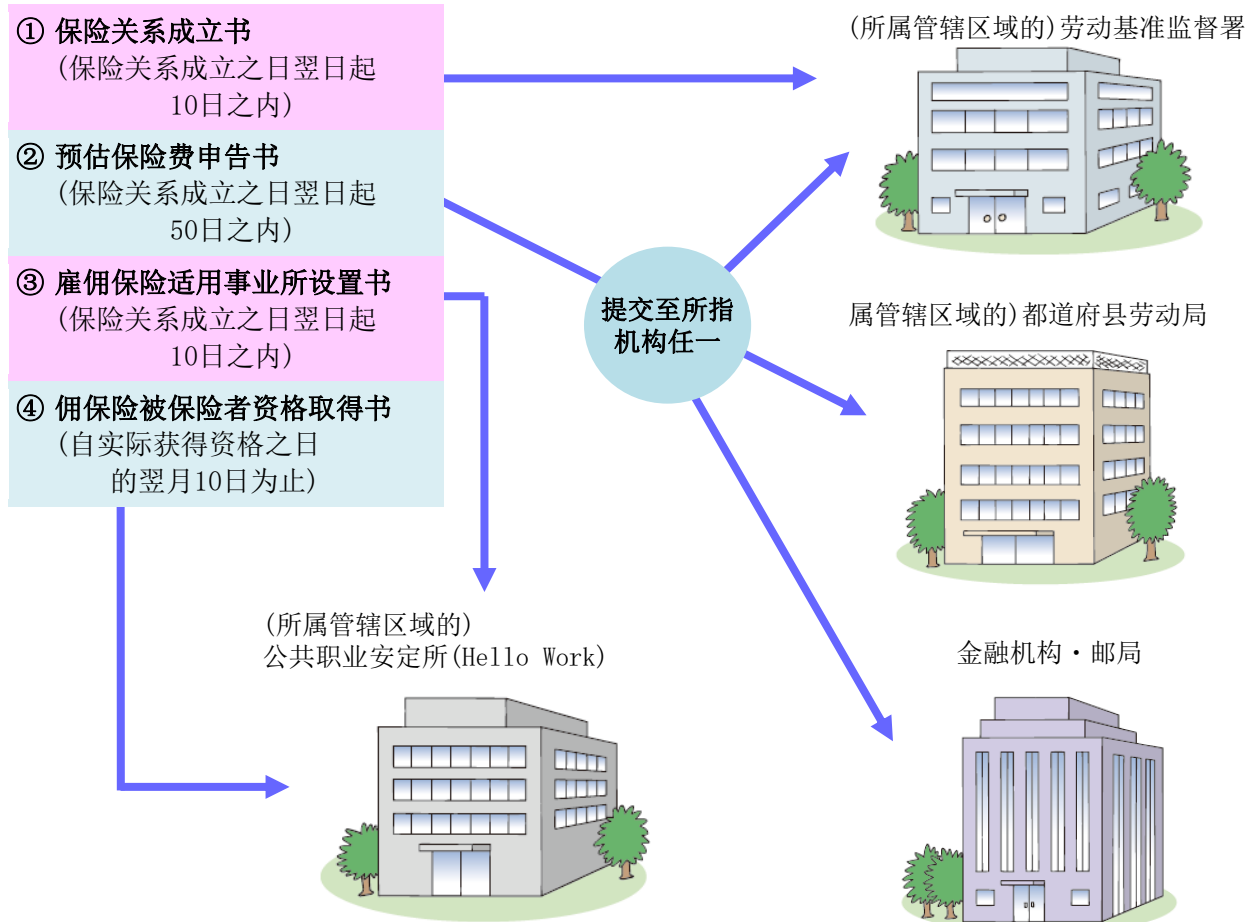 ① 保险关系成立书
(保险关系成立之日翌日起
10日之内)
② 预估保险费申告书
(保险关系成立之日翌日起
50日之内)
③ 雇佣保险适用事业所设置书
(保险关系成立之日翌日起
10日之内)
④ 佣保险被保险者资格取得书
(自实际获得资格之日
的翌月10日为止)
(所属管辖区域的)劳动基准监督署
提交至所指
机构任一
属管辖区域的)都道府县劳动局
(所属管辖区域的)
公共职业安定所(Hello Work)
金融机构・邮局